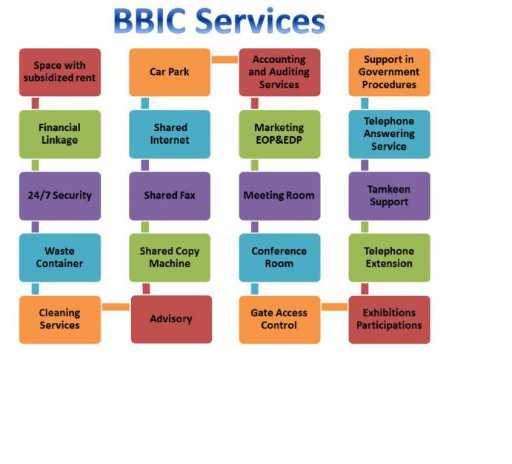 BBIC Services
Space with
subsidized rent
Financial
Linkage
24/7 Security
Waste
Container
Cleaning
Services
Advisory
Shared Copy
Machine
Shared Fax
Shared
Internet
Car Park
Accounting
and Auditing
Services
Marketing
EOP&EDP
Meeting Room
Conference
Room
Gate Access
Control
Exhibitions
Participations
Telephone
Extension
Tamkeen
Support
Telephone
Answering
Service
Support in
Government
Procedures